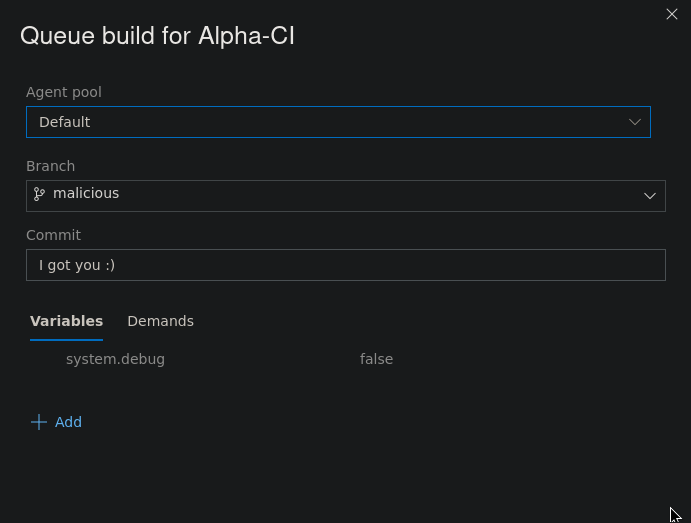 Queue build for Alpha-CI
Agent pool
Default
Branch
malicious
Commit
I got you :)
Variables Demands
system.debug false
Add